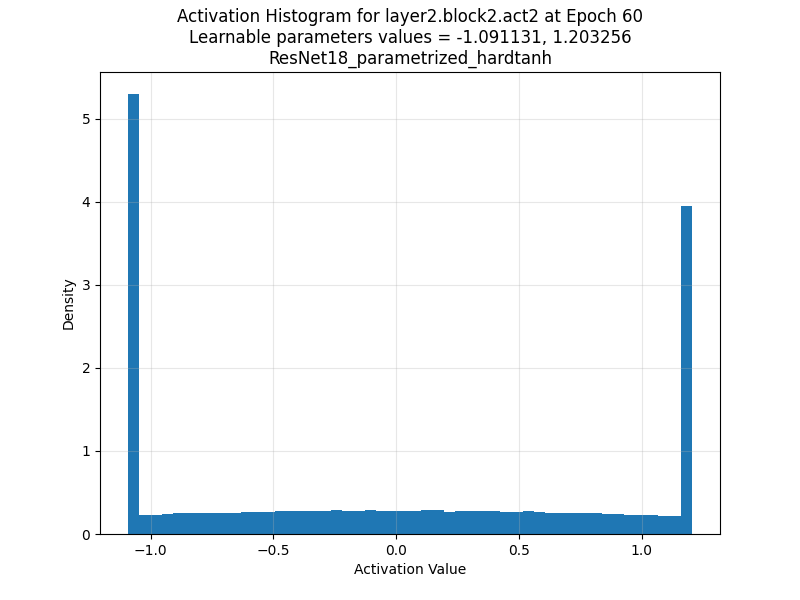 Activation Histogram for layer2.block2.act2 at Epoch 60
Learnable parameters values = -1.091131, 1.203256
ResNet18_parametrized_hardtanh
5
4
3
2
1
0
Density
−1.0 −0.5 0.0 0.5 1.0
Activation Value